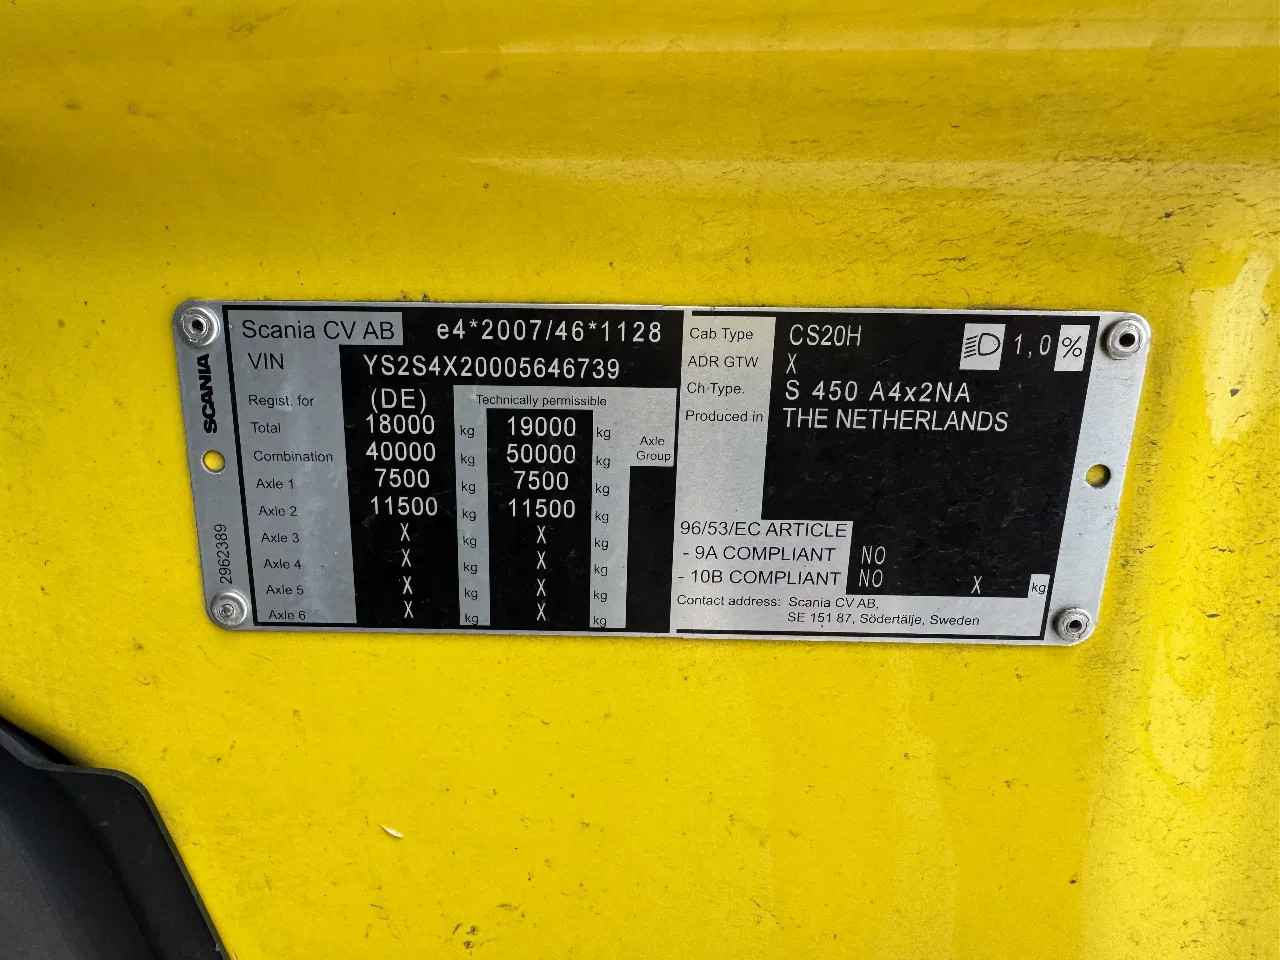 Scania CV AB e4*2007/46*1128
VIN YS2S4X20005646739
Regist. for (DE) Technically permissible
Total 18000 kg 19000 kg
Combination 40000 kg 50000 kg Axle Group
Axle 1 7500 kg 7500 kg
Axle 2 11500 kg 11500 kg
Axle 3 X kg X kg
Axle 4 X kg X kg
Axle 5 X kg X kg
Axle 6 X kg X kg
SCANIA
2962389
Cab Type CS20H 1,0 %
ADR GTW X
Ch-Type. S 450 A4x2NA
Produced in THE NETHERLANDS
96/53/EC ARTICLE
- 9A COMPLIANT NO
- 10B COMPLIANT NO X kg
Contact address: Scania CV AB,
SE 151 87, Södertälje, Sweden